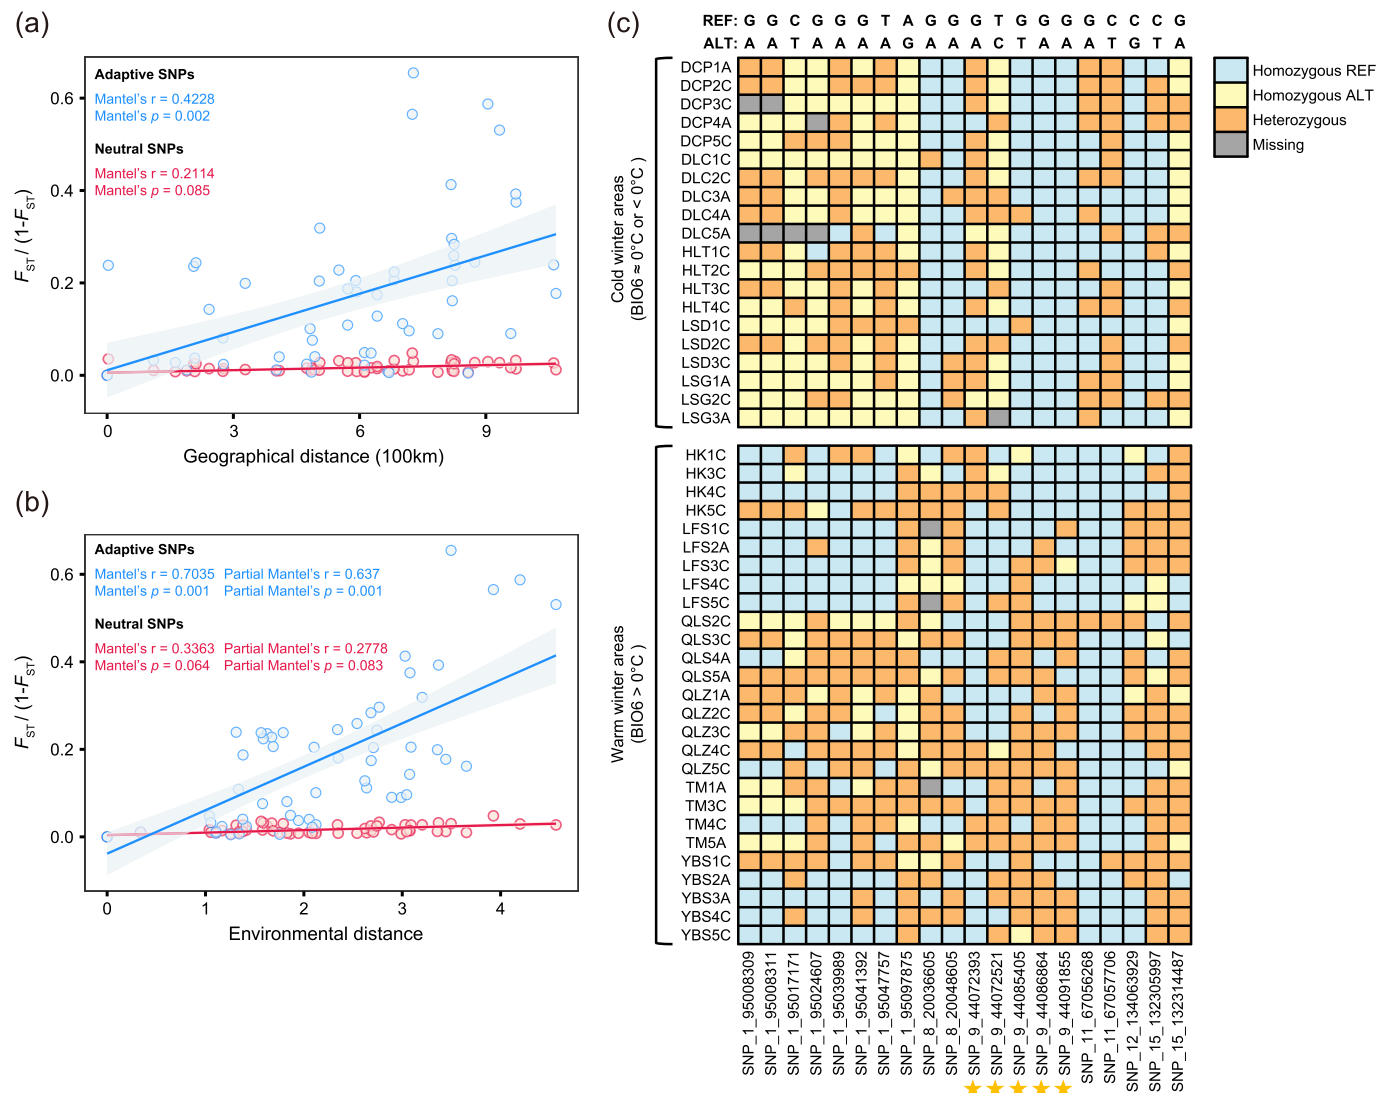 (a)
Adaptive SNPs
Mantel's r = 0.4228
Mantel's p = 0.002
Neutral SNPs
Mantel's r = 0.2114
Mantel's p = 0.085
0.6
0.4
0.2
0.0
FST / (1-FST)
0 3 6 9
Geographical distance (100km)
(b)
Adaptive SNPs
Mantel's r = 0.7035 Partial Mantel's r = 0.637
Mantel's p = 0.001 Partial Mantel's p = 0.001
Neutral SNPs
Mantel's r = 0.3363 Partial Mantel's r = 0.2778
Mantel's p = 0.064 Partial Mantel's p = 0.083
0.6
0.4
0.2
0.0
FST / (1-FST)
0 1 2 3 4
Environmental distance
(c)
REF: G G C G G G T A G G G T G G G G C C C G
ALT: A A T A A A A G A A A C T A A A T G T A
Cold winter areas
(BIO6 ≈ 0°C or < 0°C )
DCP1A
DCP2C
DCP3C
DCP4A
DCP5C
DLC1C
DLC2C
DLC3A
DLC4A
DLC5A
HLT1C
HLT2C
HLT3C
HLT4C
LSD1C
LSD2C
LSD3C
LSG1A
LSG2C
LSG3A
Warm winter areas
(BIO6 > 0°C )
HK1C
HK3C
HK4C
HK5C
LFS1C
LFS2A
LFS3C
LFS4C
LFS5C
QLS2C
QLS3C
QLS4A
QLS5A
QLZ1A
QLZ2C
QLZ3C
QLZ4C
QLZ5C
TM1A
TM3C
TM4C
TM5A
YBS1C
YBS2A
YBS3A
YBS4C
YBS5C
SNP_1_95008309
SNP_1_95008311
SNP_1_95017171
SNP_1_95024607
SNP_1_95039989
SNP_1_95041392
SNP_1_95047757
SNP_1_95097875
SNP_8_20036605
SNP_8_20048605
SNP_9_44072393
SNP_9_44072521
SNP_9_44085405
SNP_9_44086864
SNP_9_44091855
SNP_11_67056268
SNP_11_67057706
SNP_12_134063929
SNP_15_132305997
SNP_15_132314487
Homozygous REF
Homozygous ALT
Heterozygous
Missing